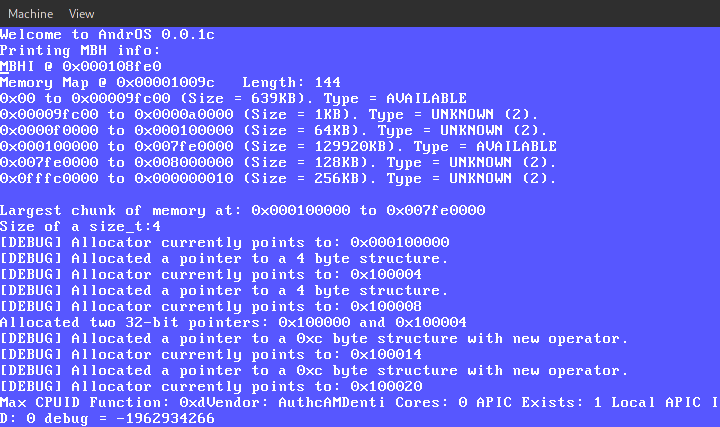 Machine View
Welcome to AndrOS 0.0.1c
Printing MBH info:
MBHI @ 0x000108fe0
Memory Map @ 0x00001009c   Length: 144
0x00 to 0x00009fc00 (Size = 639KB). Type = AVAILABLE
0x00009fc00 to 0x0000a0000 (Size = 1KB). Type = UNKNOWN (2).
0x0000f0000 to 0x000100000 (Size = 64KB). Type = UNKNOWN (2).
0x000100000 to 0x007fe0000 (Size = 129920KB). Type = AVAILABLE
0x007fe0000 to 0x008000000 (Size = 128KB). Type = UNKNOWN (2).
0x0fffc0000 to 0x000000010 (Size = 256KB). Type = UNKNOWN (2).
Largest chunk of memory at: 0x000100000 to 0x007fe0000
Size of a size_t:4
[DEBUG] Allocator currently points to: 0x000100000
[DEBUG] Allocated a pointer to a 4 byte structure.
[DEBUG] Allocator currently points to: 0x100004
[DEBUG] Allocated a pointer to a 4 byte structure.
[DEBUG] Allocator currently points to: 0x100008
Allocated two 32-bit pointers: 0x100000 and 0x100004
[DEBUG] Allocated a pointer to a 0xc byte structure with new operator.
[DEBUG] Allocator currently points to: 0x100014
[DEBUG] Allocated a pointer to a 0xc byte structure with new operator.
[DEBUG] Allocator currently points to: 0x100020
Max CPUID Function: 0xdVendor: AuthcAMDenti Cores: 0 APIC Exists: 1 Local APIC I
D: 0 debug = -1962934266